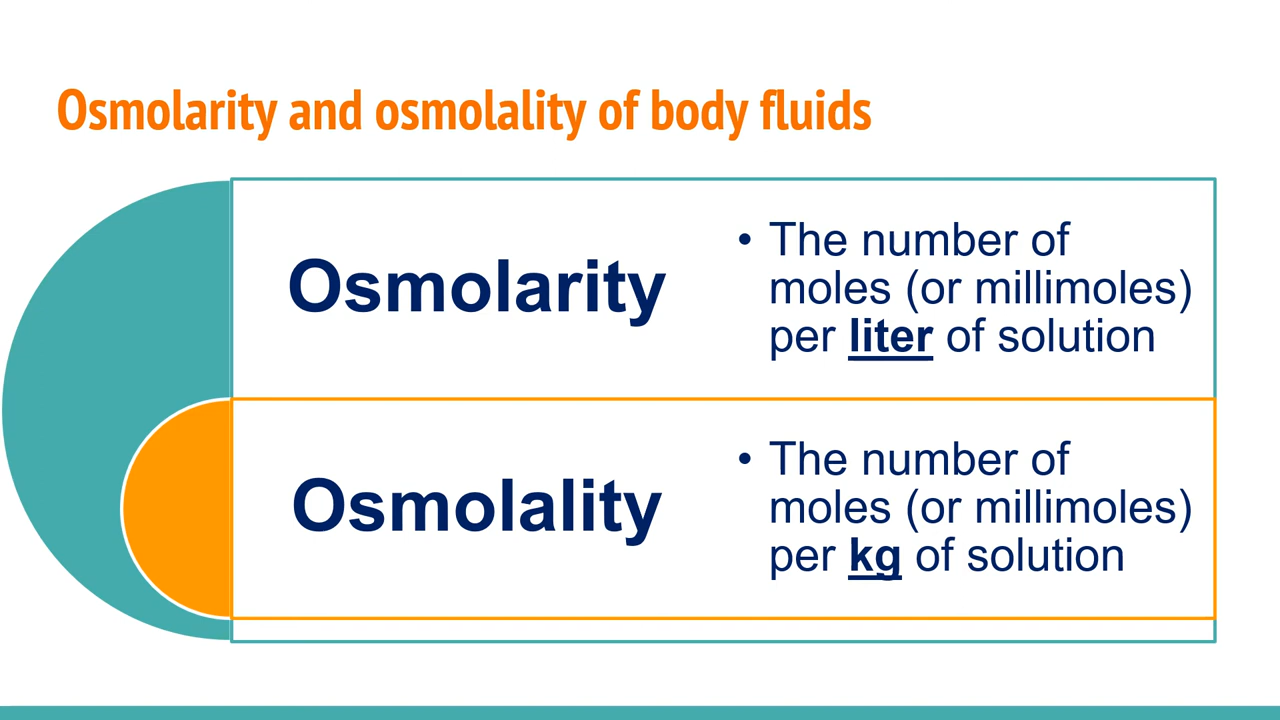 Osmolarity and osmolality of body fluids
Osmolarity
• The number of
moles (or millimoles)
per liter of solution
Osmolality
• The number of
moles (or millimoles)
per kg of solution